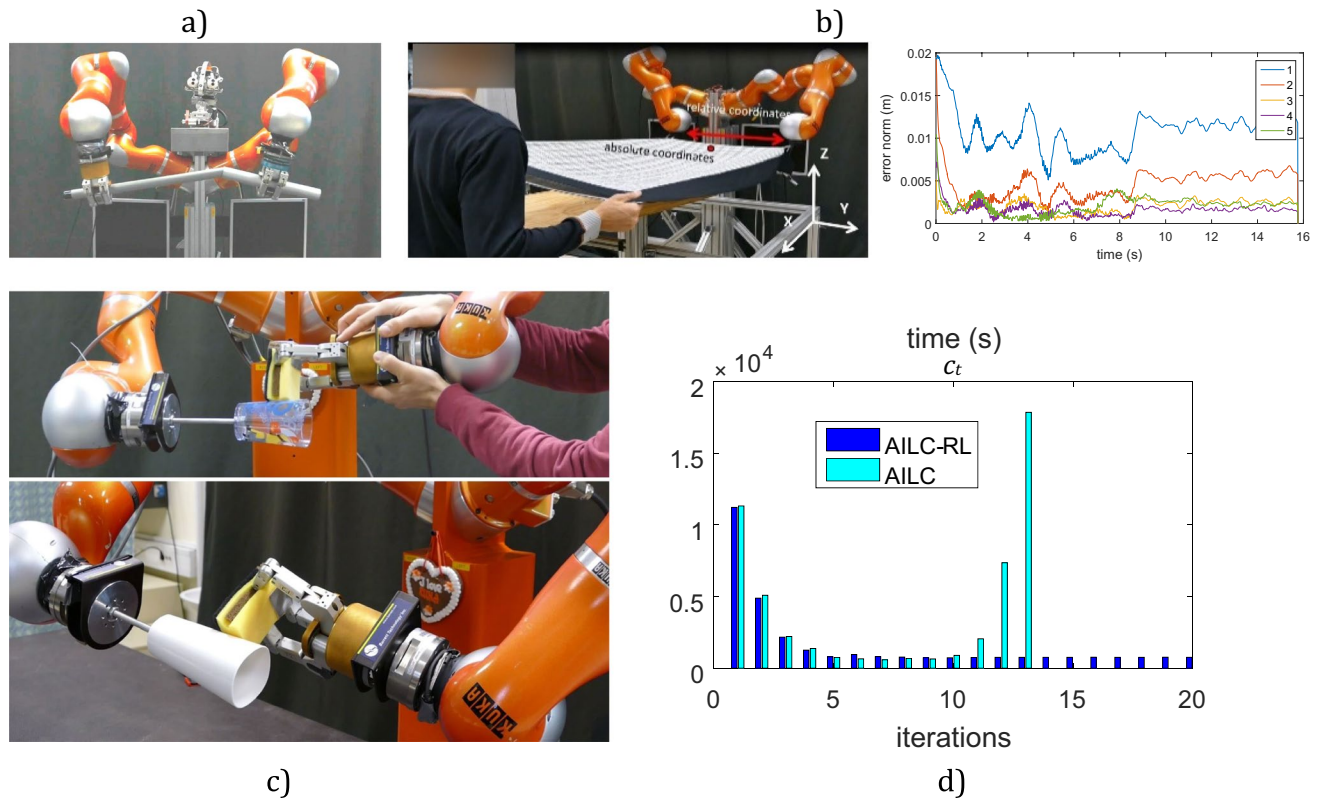 a)
b)
relative coordinates
absolute coordinates
Z
X
Y
0.02
0.015
0.01
0.005
0
error norm (m)
0
2
4
6
8
10
12
14
16
time (s)
1
2
3
4
5
KUKA
KUKA
time (s)
× 10⁴
cₜ
2
1.5
1
0.5
0
AILC-RL
AILC
0
5
10
15
20
iterations
c)
d)